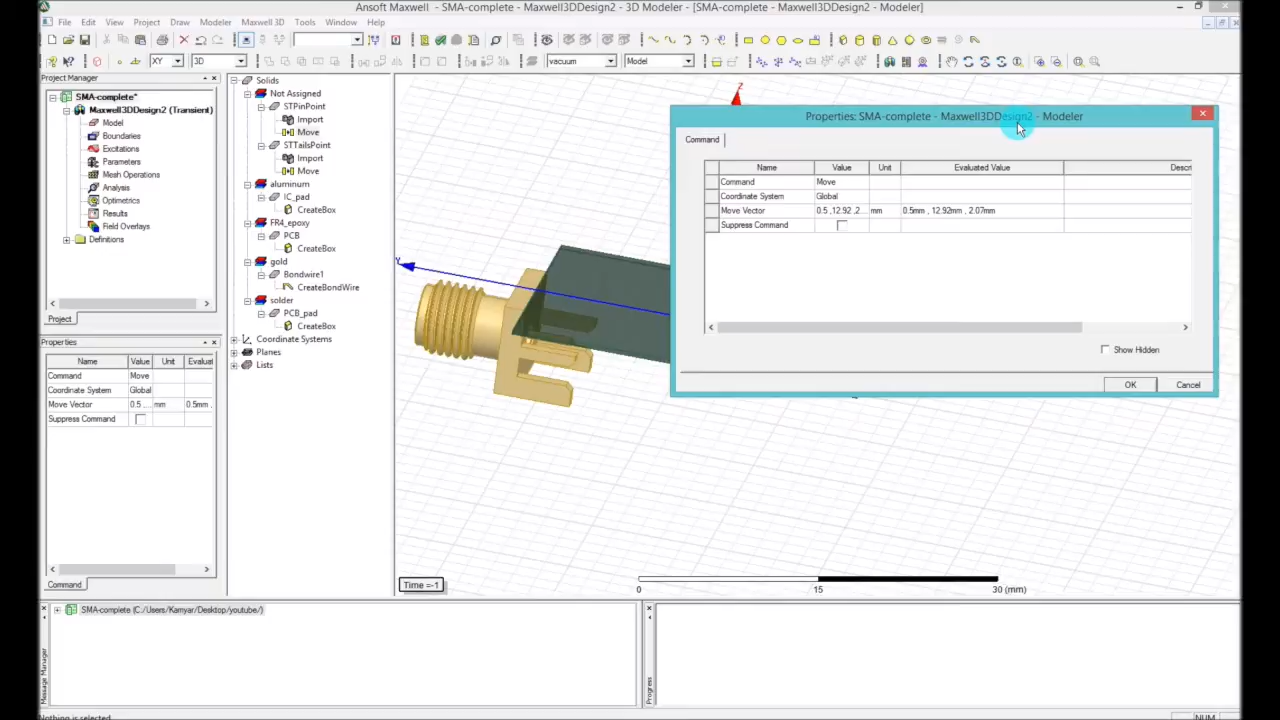 Ansoft Maxwell - SMA-complete - Maxwell3DDesign2 - 3D Modeler - [SMA-complete - Maxwell3DDesign2 - Modeler]
File Edit View Project Draw Modeler Maxwell 3D Tools Window Help
XY 3D vacuum Model
Project Manager
SMA-complete*
Maxwell3DDesign2 (Transient)
Model
Boundaries
Excitations
Parameters
Mesh Operations
Analysis
Optimetrics
Results
Field Overlays
Definitions
Project
Properties
Name Value Unit Evaluat
Command Move
Coordinate System Global
Move Vector 0.5 ... mm 0.5mm ,
Suppress Command
Command
Solids
Not Assigned
STPinPoint
Import
Move
STTailsPoint
Import
Move
aluminum
IC_pad
CreateBox
FR4_epoxy
PCB
CreateBox
gold
Bondwire1
CreateBondWire
solder
PCB_pad
CreateBox
Coordinate Systems
Planes
Lists
Z
Y
Properties: SMA-complete - Maxwell3DDesign2 - Modeler
Command
Name Value Unit Evaluated Value Descri
Command Move
Coordinate System Global
Move Vector 0.5 ,12.92 ,2... mm 0.5mm , 12.92mm , 2.07mm
Suppress Command
Show Hidden
OK Cancel
Time =-1
0 15 30 (mm)
SMA-complete (C:/Users/Kamyar/Desktop/youtube/)
Message Manager
Progress
Nothing is selected
NUM